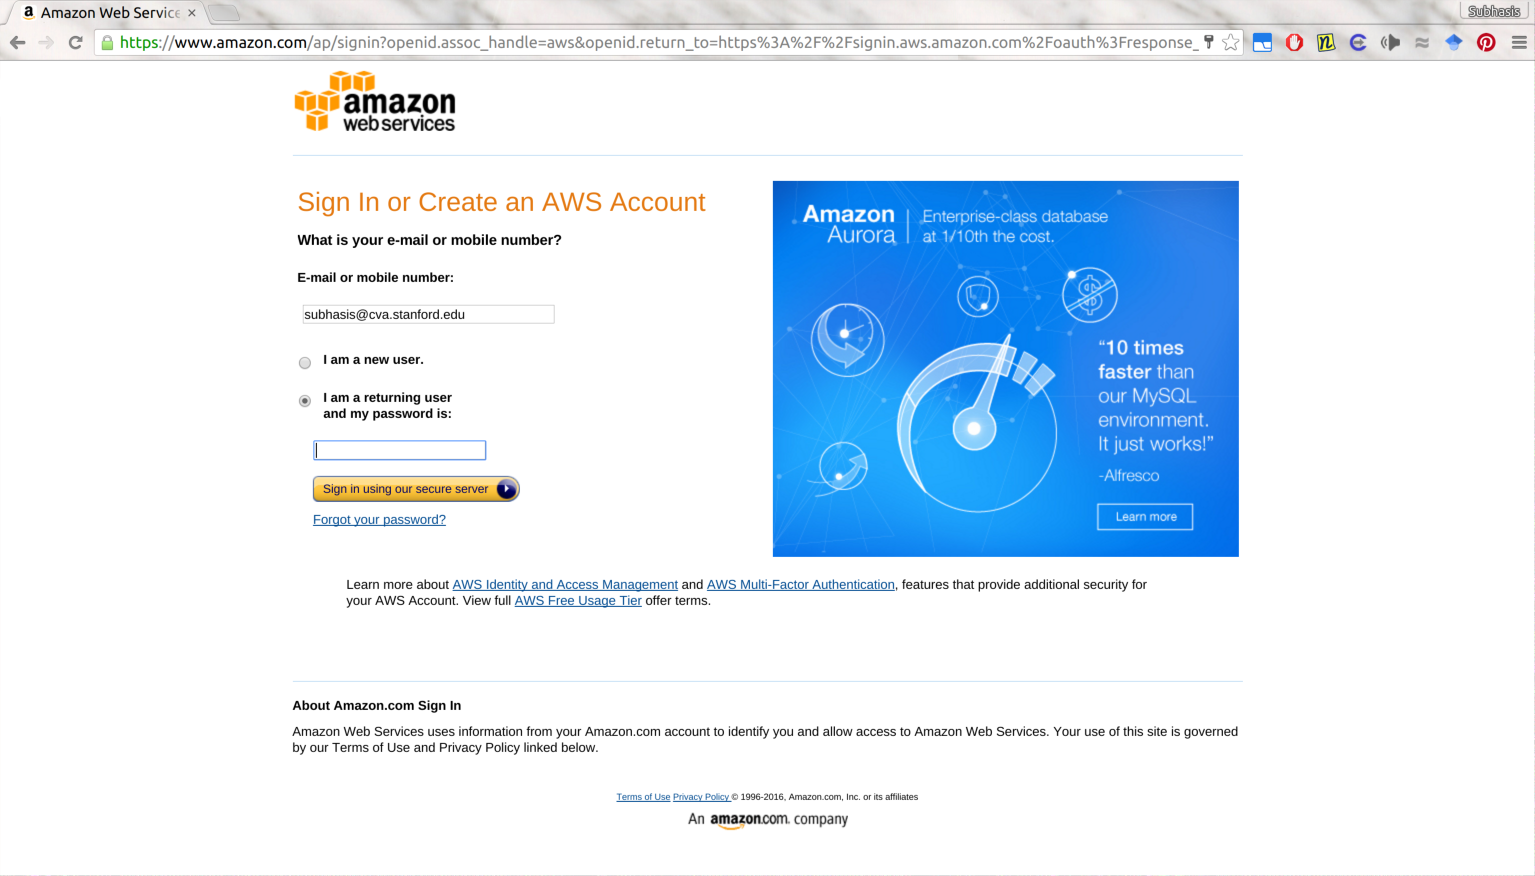 Amazon Web Service
Subhasis
https://www.amazon.com/ap/signin?openid.assoc_handle=aws&openid.return_to=https%3A%2F%2Fsignin.aws.amazon.com%2Foauth%3Fresponse_
amazon
webservices
Sign In or Create an AWS Account
What is your e-mail or mobile number?
E-mail or mobile number:
subhasis@cva.stanford.edu
I am a new user.
I am a returning user
and my password is:
Sign in using our secure server
Forgot your password?
Amazon
Aurora
Enterprise-class database
at 1/10th the cost.
“10 times
faster than
our MySQL
environment.
It just works!”
-Alfresco
Learn more
Learn more about AWS Identity and Access Management and AWS Multi-Factor Authentication, features that provide additional security for
your AWS Account. View full AWS Free Usage Tier offer terms.
About Amazon.com Sign In
Amazon Web Services uses information from your Amazon.com account to identify you and allow access to Amazon Web Services. Your use of this site is governed
by our Terms of Use and Privacy Policy linked below.
Terms of Use Privacy Policy © 1996-2016, Amazon.com, Inc. or its affiliates
An amazon.com. company